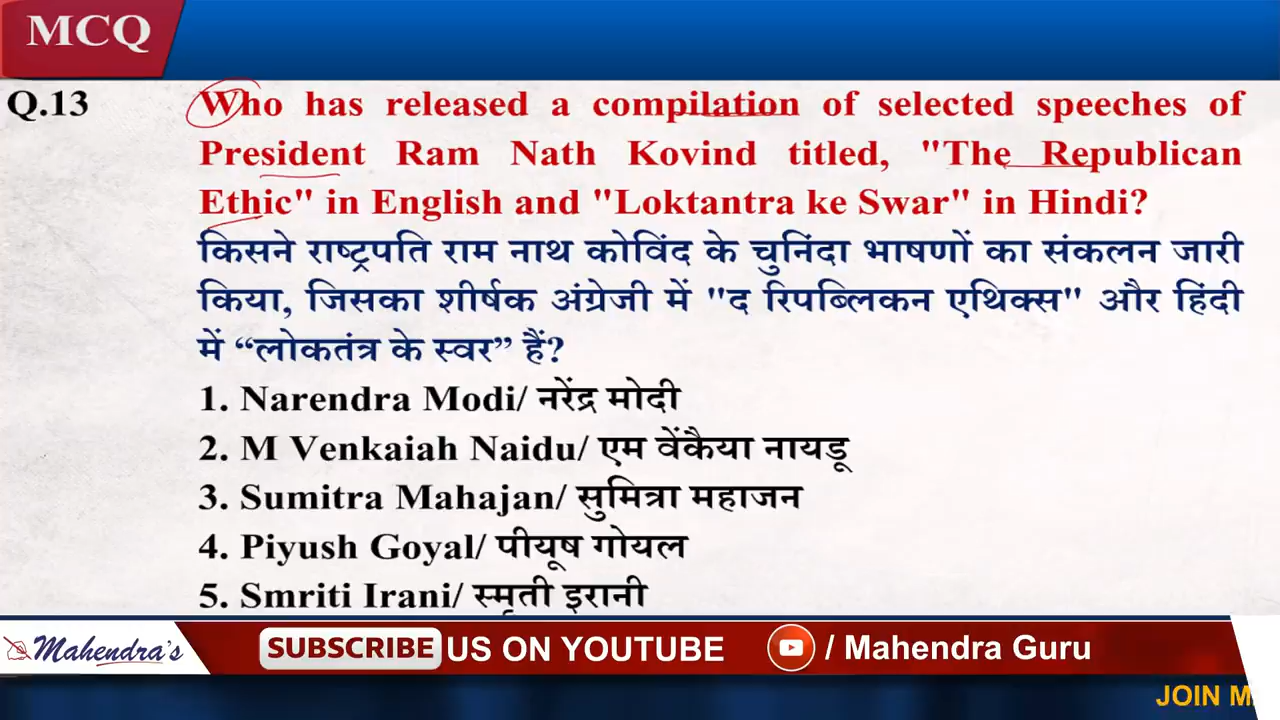 MCQ
Q.13 Who has released a compilation of selected speeches of
President Ram Nath Kovind titled, "The Republican
Ethic" in English and "Loktantra ke Swar" in Hindi?
किसने राष्ट्रपति राम नाथ कोविंद के चुनिंदा भाषणों का संकलन जारी
किया, जिसका शीर्षक अंग्रेजी में "द रिपब्लिकन एथिक्स" और हिंदी
में “लोकतंत्र के स्वर” हैं?
1. Narendra Modi/ नरेंद्र मोदी
2. M Venkaiah Naidu/ एम वेंकैया नायडू
3. Sumitra Mahajan/ सुमित्रा महाजन
4. Piyush Goyal/ पीयूष गोयल
5. Smriti Irani/ स्मृती इरानी
Mahendra's SUBSCRIBE US ON YOUTUBE / Mahendra Guru
JOIN M